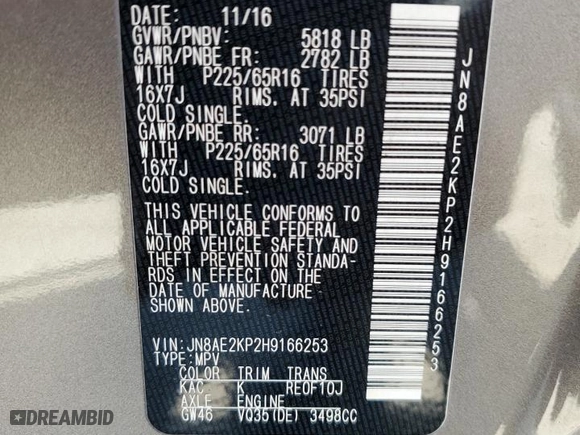 DATE: 11/16
GVWR/PNBV: 5818 LB
GAWR/PNBE FR: 2782 LB
WITH P225/65R16 TIRES
16X7J RIMS. AT 35PSI
COLD SINGLE.
GAWR/PNBE RR: 3071 LB
WITH P225/65R16 TIRES
16X7J RIMS. AT 35PSI
COLD SINGLE.
THIS VEHICLE CONFORMS TO
ALL APPLICABLE FEDERAL
MOTOR VEHICLE SAFETY AND
THEFT PREVENTION STANDA-
RDS IN EFFECT ON THE
DATE OF MANUFACTURE
SHOWN ABOVE.
VIN:JN8AE2KP2H9166253
TYPE:MPV
COLOR TRIM TRANS
KAC K RE0F10J
AXLE ENGINE
GW46 VQ35(DE) 3498CC
JN8AE2KP2H9166253
DREAMBID